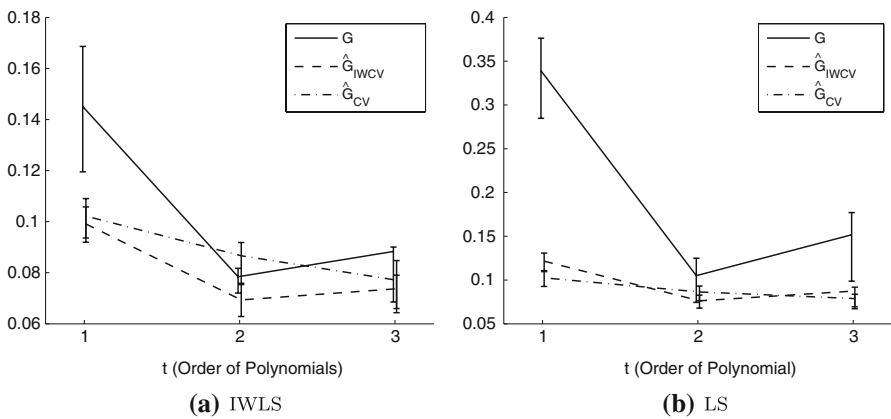 0.18
0.16
0.14
0.12
0.1
0.08
0.06
1
2
3
G
Ĝ_IWCV
Ĝ_CV
t (Order of Polynomials)
(a) IWLS
0.4
0.35
0.3
0.25
0.2
0.15
0.1
0.05
1
2
3
G
Ĝ_IWCV
Ĝ_CV
t (Order of Polynomial)
(b) LS